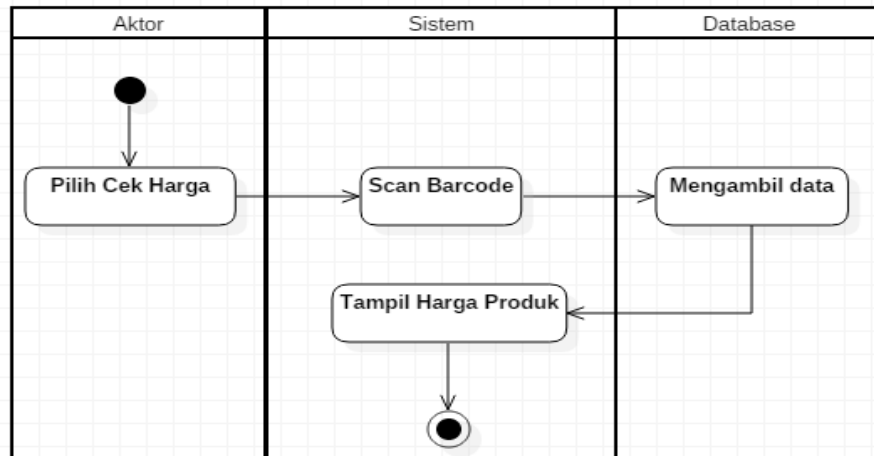 Aktor
Sistem
Database
Pilih Cek Harga
Scan Barcode
Mengambil data
Tampil Harga Produk